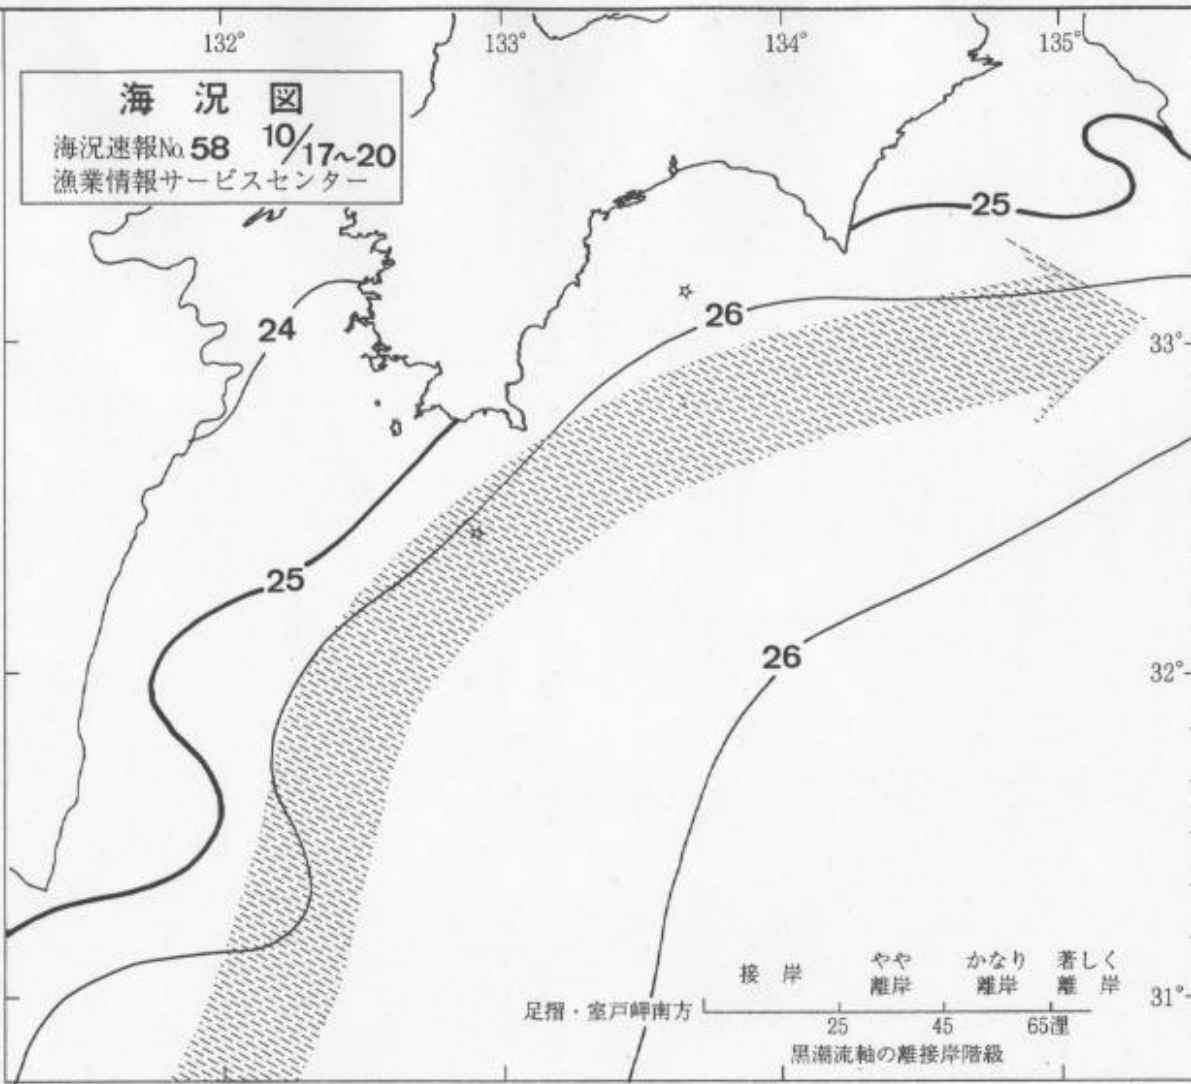 132°
133°
134°
135°
海況図
海況速報№58 10/17~20
漁業情報サービスセンター
25
24
26
33°
25
26
32°
接岸
やや離岸
かなり離岸
著しく離岸
31°
足摺・室戸岬南方
25
45
65浬
黒潮流軸の離接岸階級